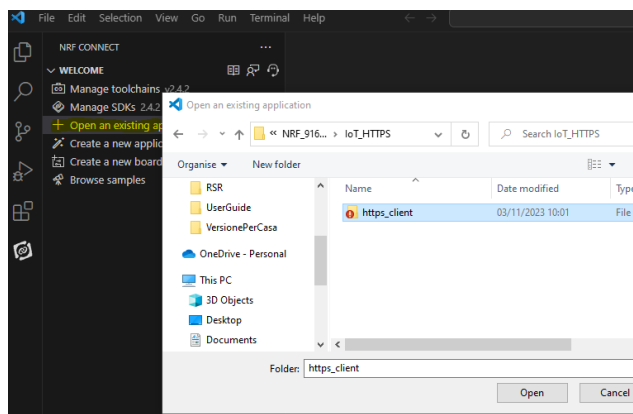 File Edit Selection View Go Run Terminal Help
NRF CONNECT
WELCOME
Manage toolchains v2.4.2
Manage SDKs 2.4.2
Open an existing ap
Create a new applic
Create a new board
Browse samples
Open an existing application
« NRF_916... › IoT_HTTPS
Search IoT_HTTPS
Organise New folder
RSR
UserGuide
VersionePerCasa
OneDrive - Personal
This PC
3D Objects
Desktop
Documents
Name Date modified Type
https_client 03/11/2023 10:01 File
Folder: https_client
Open Cancel